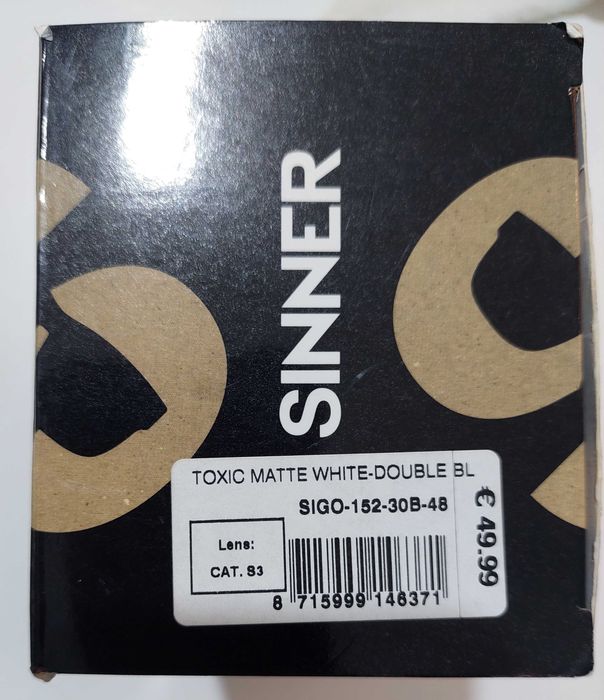 SINNER
TOXIC MATTE WHITE-DOUBLE BL
SIGO-152-30B-48
€ 49.99
Lens:
CAT. S3
8 715999 146371